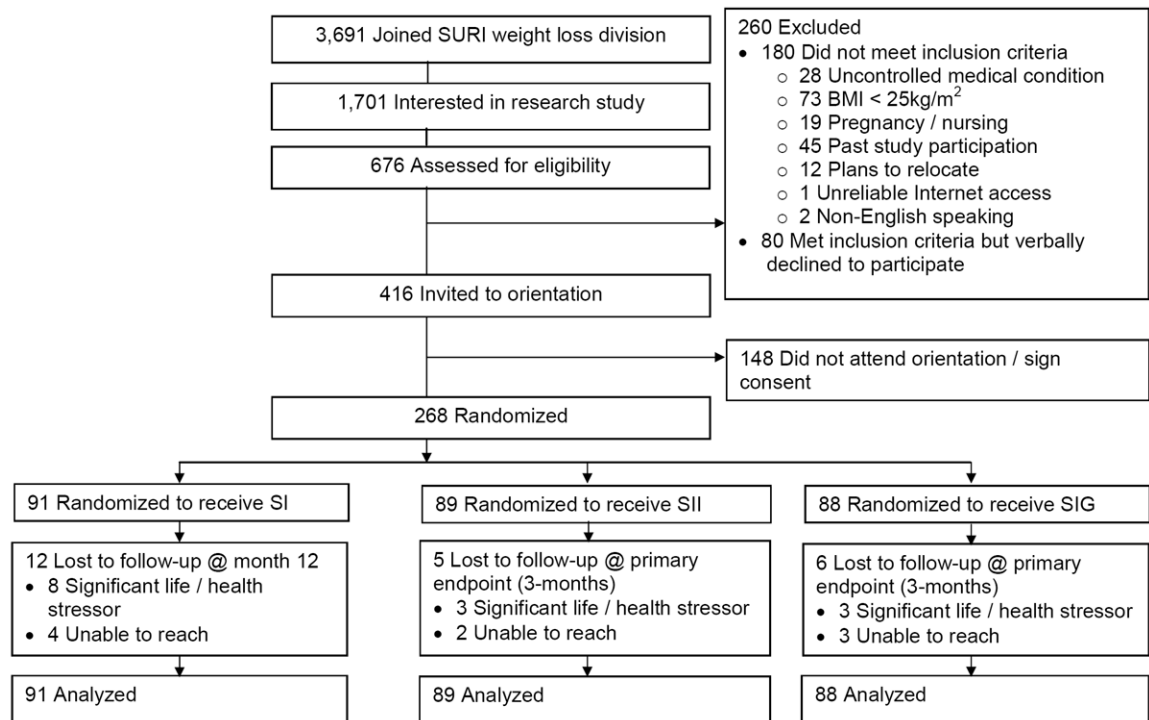 3,691 Joined SURI weight loss division
1,701 Interested in research study
676 Assessed for eligibility
260 Excluded
• 180 Did not meet inclusion criteria
○ 28 Uncontrolled medical condition
○ 73 BMI < 25kg/m²
○ 19 Pregnancy / nursing
○ 45 Past study participation
○ 12 Plans to relocate
○ 1 Unreliable Internet access
○ 2 Non-English speaking
• 80 Met inclusion criteria but verbally
declined to participate
416 Invited to orientation
148 Did not attend orientation / sign
consent
268 Randomized
91 Randomized to receive SI
12 Lost to follow-up @ month 12
• 8 Significant life / health
stressor
• 4 Unable to reach
91 Analyzed
89 Randomized to receive SII
5 Lost to follow-up @ primary
endpoint (3-months)
• 3 Significant life / health stressor
• 2 Unable to reach
89 Analyzed
88 Randomized to receive SIG
6 Lost to follow-up @ primary
endpoint (3-months)
• 3 Significant life / health
stressor
• 3 Unable to reach
88 Analyzed